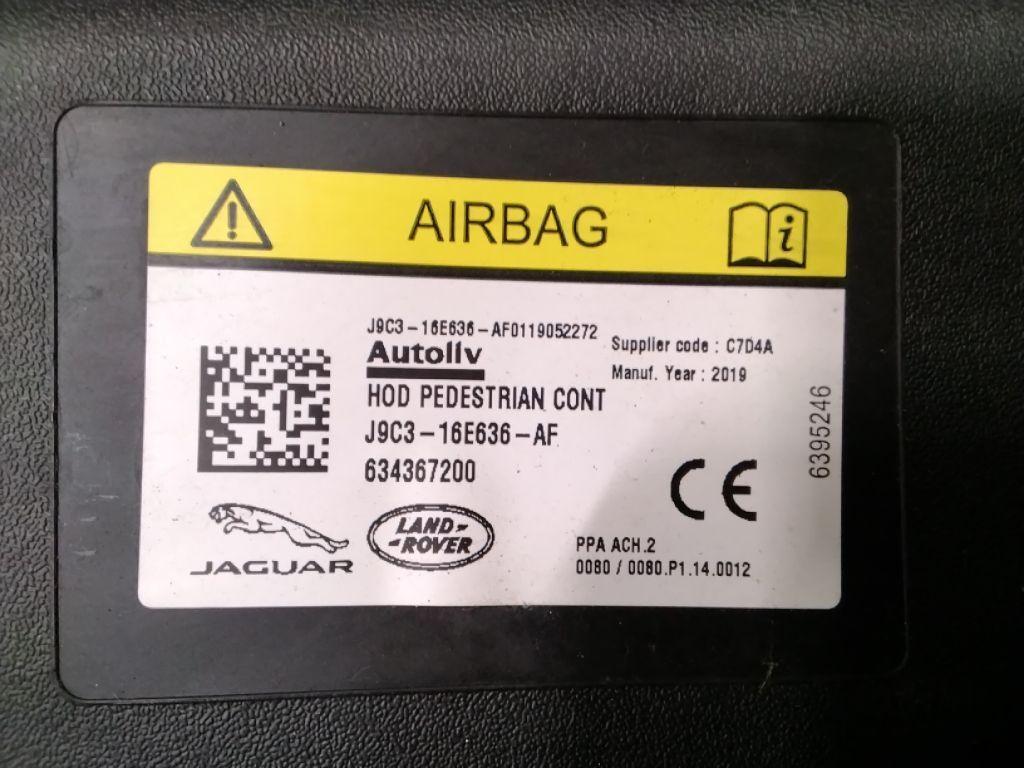 AIRBAG
J9C3-16E636-AF0119052272
Autoliv
HOD PEDESTRIAN CONT
J9C3-16E636-AF
634367200
Supplier code : C7D4A
Manuf. Year : 2019
6395246
CE
JAGUAR
LAND-
-ROVER
PPA ACH.2
0080 / 0080.P1.14.0012